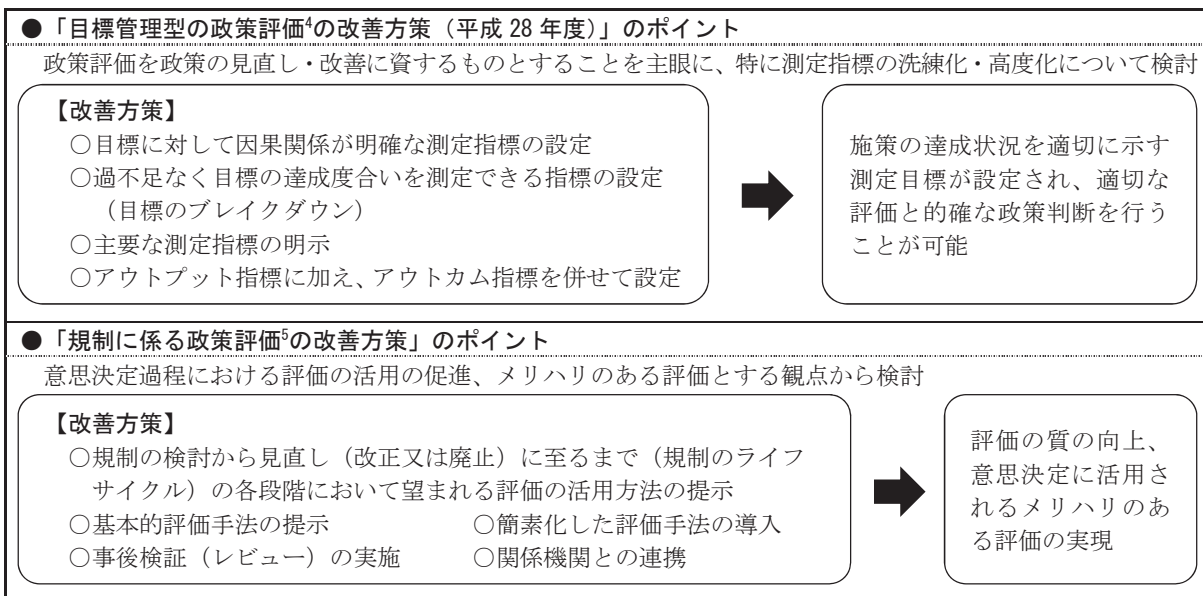 ●「目標管理型の政策評価4の改善方策（平成 28 年度）」のポイント
政策評価を政策の見直し・改善に資するものとすることを主眼に、特に測定指標の洗練化・高度化について検討
【改善方策】
○目標に対して因果関係が明確な測定指標の設定
○過不足なく目標の達成度合いを測定できる指標の設定
（目標のブレイクダウン）
○主要な測定指標の明示
○アウトプット指標に加え、アウトカム指標を併せて設定
施策の達成状況を適切に示す
測定目標が設定され、適切な
評価と的確な政策判断を行う
ことが可能
●「規制に係る政策評価5の改善方策」のポイント
意思決定過程における評価の活用の促進、メリハリのある評価とする観点から検討
【改善方策】
○規制の検討から見直し（改正又は廃止）に至るまで（規制のライフ
サイクル）の各段階において望まれる評価の活用方法の提示
○基本的評価手法の提示　○簡素化した評価手法の導入
○事後検証（レビュー）の実施　○関係機関との連携
評価の質の向上、
意思決定に活用さ
れるメリハリのあ
る評価の実現